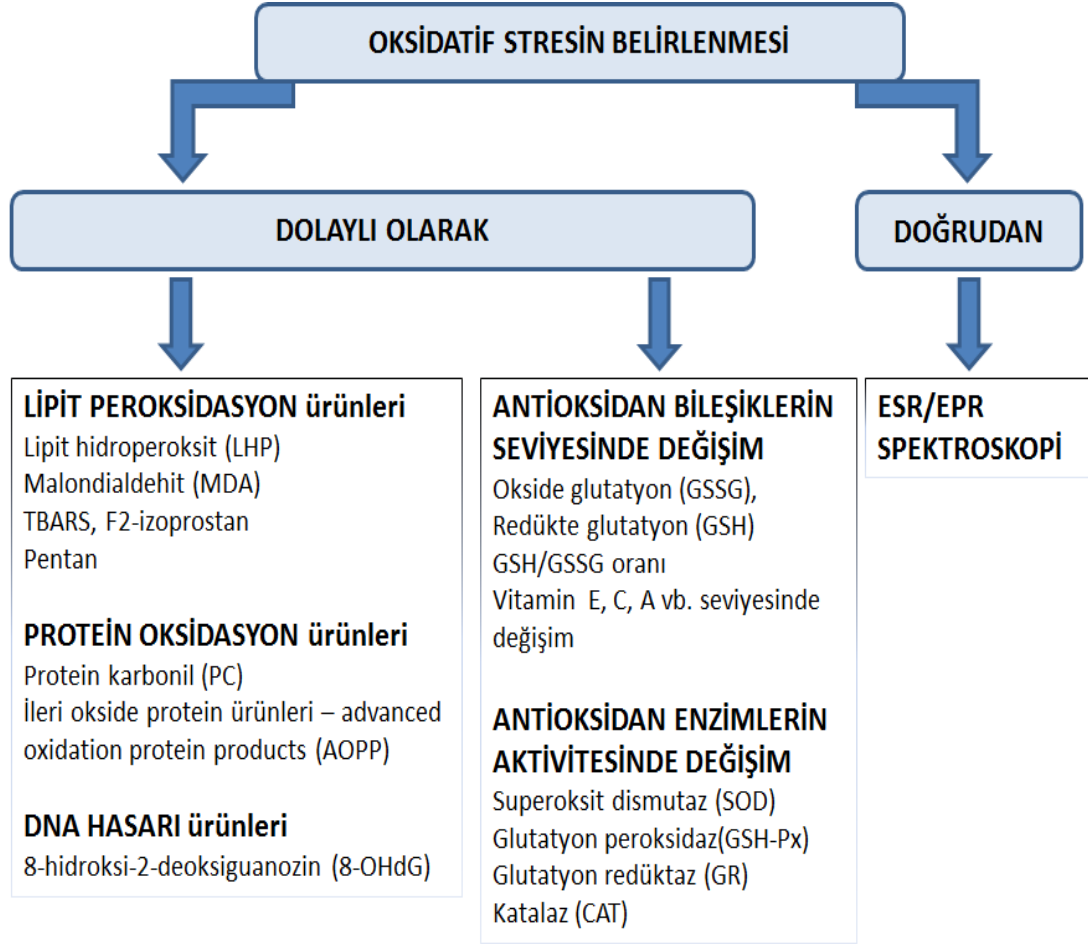 OKSİDATİF STRESİN BELİRLENMESİ
DOLAYLI OLARAK
DOĞRUDAN
LİPİT PEROKSİDASYON ürünleri
Lipit hidroperoksit (LHP)
Malondialdehit (MDA)
TBARS, F2-izoprostan
Pentan
PROTEİN OKSİDASYON ürünleri
Protein karbonil (PC)
İleri okside protein ürünleri – advanced
oxidation protein products (AOPP)
DNA HASARI ürünleri
8-hidroksi-2-deoksiguanozin (8-OHdG)
ANTİOKSİDAN BİLEŞİKLERİN
SEVİYESİNDE DEĞİŞİM
Okside glutatyon (GSSG),
Redükte glutatyon (GSH)
GSH/GSSG oranı
Vitamin E, C, A vb. seviyesinde
değişim
ANTİOKSİDAN ENZİMLERİN
AKTİVİTESİNDE DEĞİŞİM
Superoksit dismutaz (SOD)
Glutatyon peroksidaz(GSH-Px)
Glutatyon redüktaz (GR)
Katalaz (CAT)
ESR/EPR
SPEKTROSKOPİ